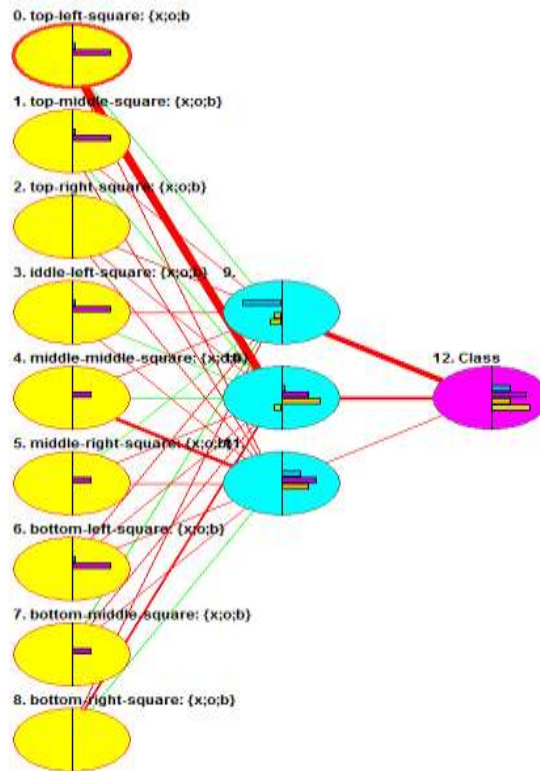 0. top-left-square: {x;o;b
1. top-middle-square: {x;o;b}
2. top-right-square: {x;o;b}
3. iddle-left-square: {x;o;b}
9.
4. middle-middle-square: {x;o;b}
10.
12. Class
5. middle-right-square: {x;o;b}
11.
6. bottom-left-square: {x;o;b}
7. bottom-middle-square: {x;o;b}
8. bottom-right-square: {x;o;b}